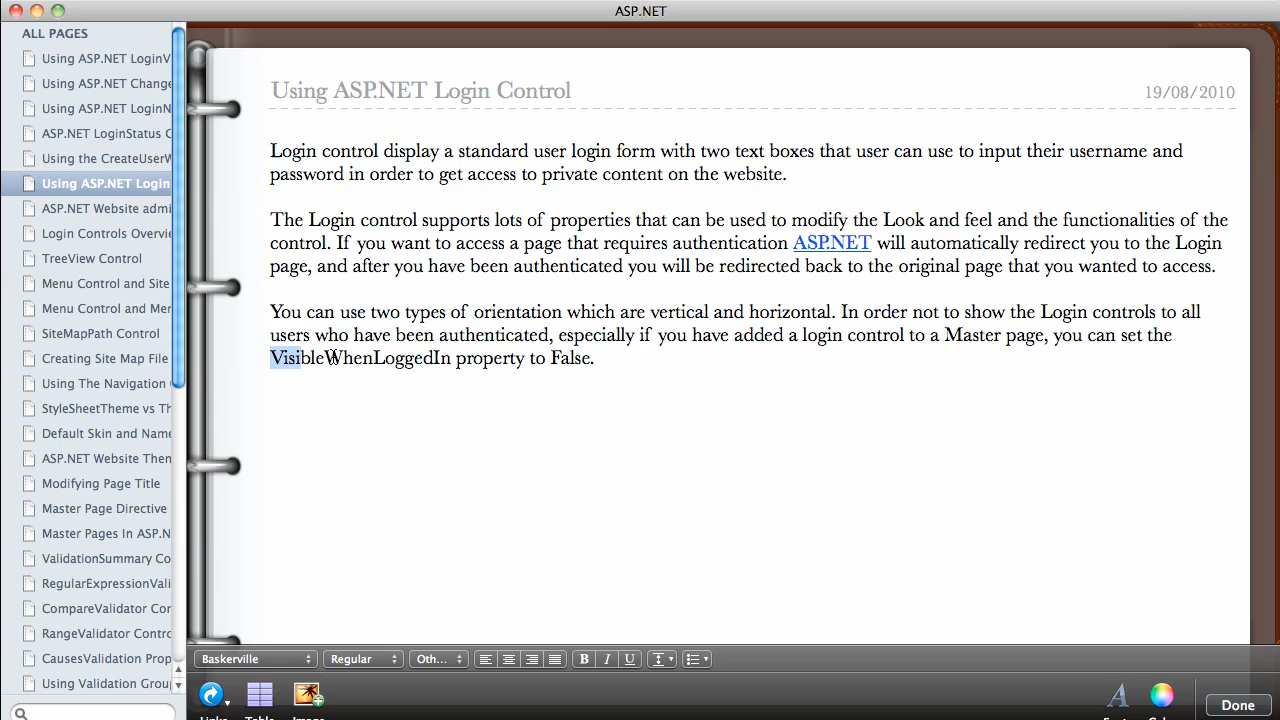 ASP.NET
ALL PAGES
Using ASP.NET LoginV
Using ASP.NET Change
Using ASP.NET LoginN
ASP.NET LoginStatus C
Using the CreateUserW
Using ASP.NET Login
ASP.NET Website admi
Login Controls Overvie
TreeView Control
Menu Control and Site
Menu Control and Mer
SiteMapPath Control
Creating Site Map File
Using The Navigation
StyleSheetTheme vs Th
Default Skin and Name
ASP.NET Website Then
Modifying Page Title
Master Page Directive
Master Pages In ASP.N
ValidationSummary Co
RegularExpressionVali
CompareValidator Cor
RangeValidator Contro
CausesValidation Prop
Using Validation Grou
Using ASP.NET Login Control
19/08/2010
Login control display a standard user login form with two text boxes that user can use to input their username and
password in order to get access to private content on the website.
The Login control supports lots of properties that can be used to modify the Look and feel and the functionalities of the
control. If you want to access a page that requires authentication ASP.NET will automatically redirect you to the Login
page, and after you have been authenticated you will be redirected back to the original page that you wanted to access.
You can use two types of orientation which are vertical and horizontal. In order not to show the Login controls to all
users who have been authenticated, especially if you have added a login control to a Master page, you can set the
VisibleWhenLoggedIn property to False.
Baskerville
Regular
Oth...
B I U
Table
Image
Done